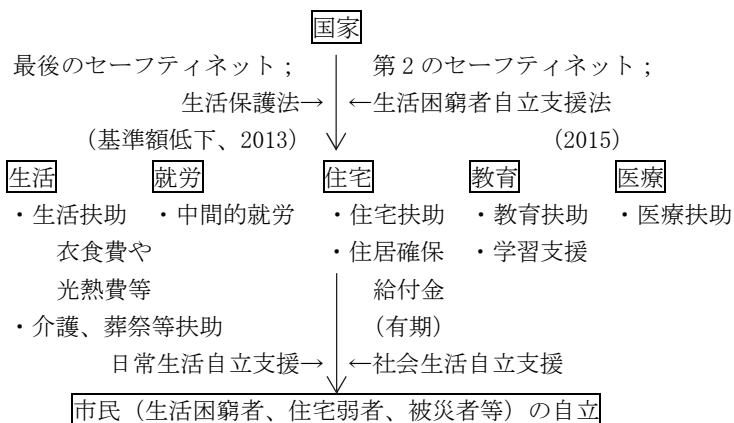 国家
最後のセーフティネット； 第2のセーフティネット；
生活保護法→ ←生活困窮者自立支援法
（基準額低下、2013） （2015）
生活 就労 住宅 教育 医療
・生活扶助 ・中間的就労 ・住宅扶助 ・教育扶助 ・医療扶助
衣食費や ・住居確保 ・学習支援
光熱費等 給付金
・介護、葬祭等扶助 （有期）
日常生活自立支援→ ←社会生活自立支援
市民（生活困窮者、住宅弱者、被災者等）の自立